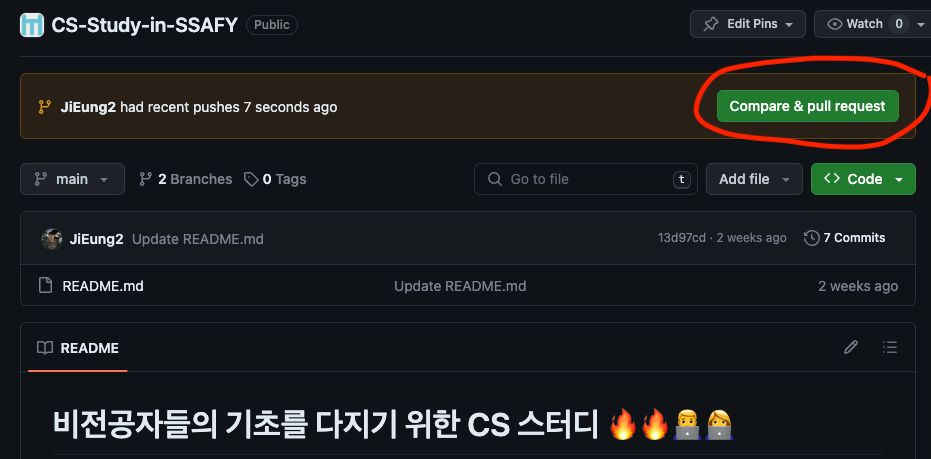 CS-Study-in-SSAFY Public Edit Pins Watch 0
JiEung2 had recent pushes 7 seconds ago Compare & pull request
main 2 Branches 0 Tags Go to file t Add file Code
JiEung2 Update README.md 13d97cd · 2 weeks ago 7 Commits
README.md Update README.md 2 weeks ago
README
비전공자들의 기초를 다지기 위한 CS 스터디 🔥🔥👨‍💻👩‍💻